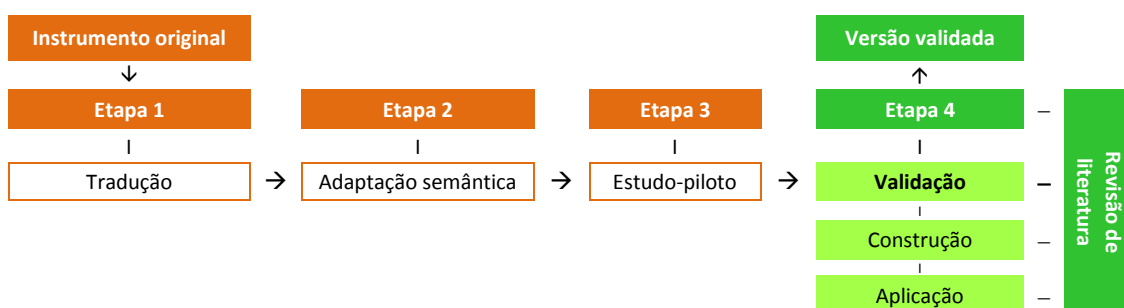 Instrumento original
Versão validada
Etapa 1
Etapa 2
Etapa 3
Etapa 4
Tradução
Adaptação semântica
Estudo-piloto
Validação
Construção
Aplicação
Revisão de
literatura